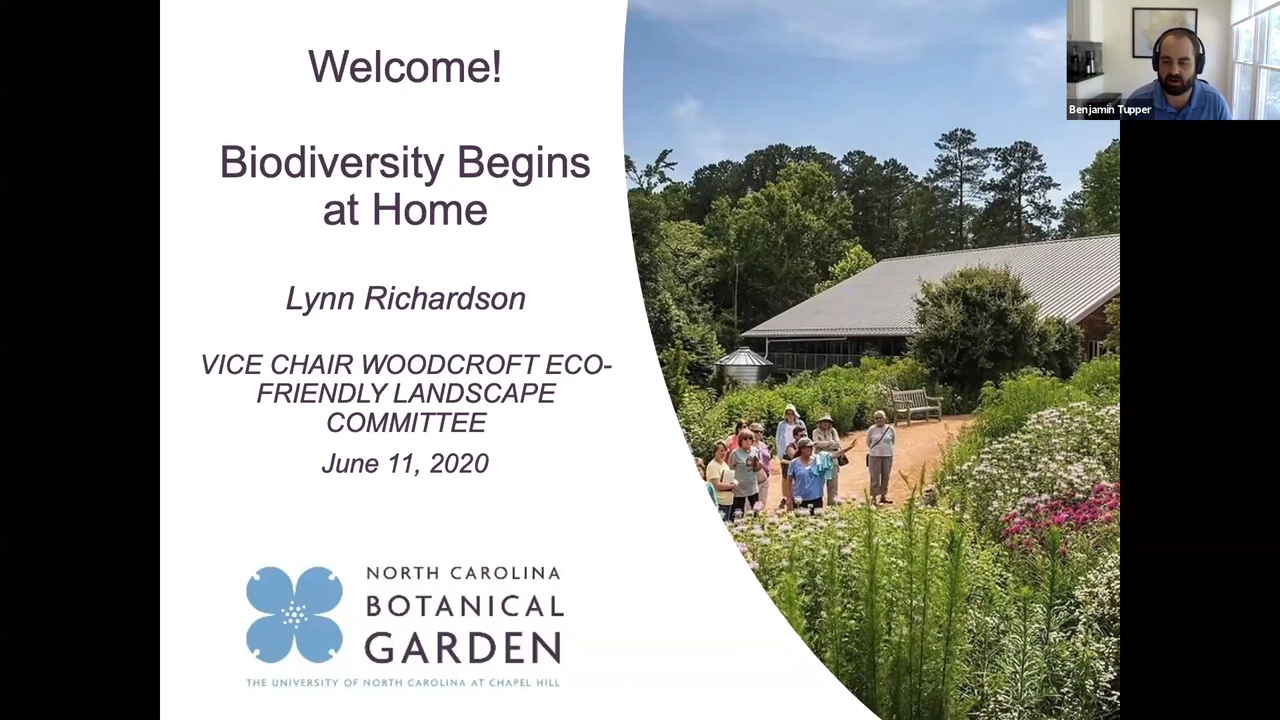 Welcome!
Biodiversity Begins
at Home
Lynn Richardson
VICE CHAIR WOODCROFT ECO-
FRIENDLY LANDSCAPE
COMMITTEE
June 11, 2020
NORTH CAROLINA
BOTANICAL
GARDEN
THE UNIVERSITY OF NORTH CAROLINA AT CHAPEL HILL
Benjamin Tupper